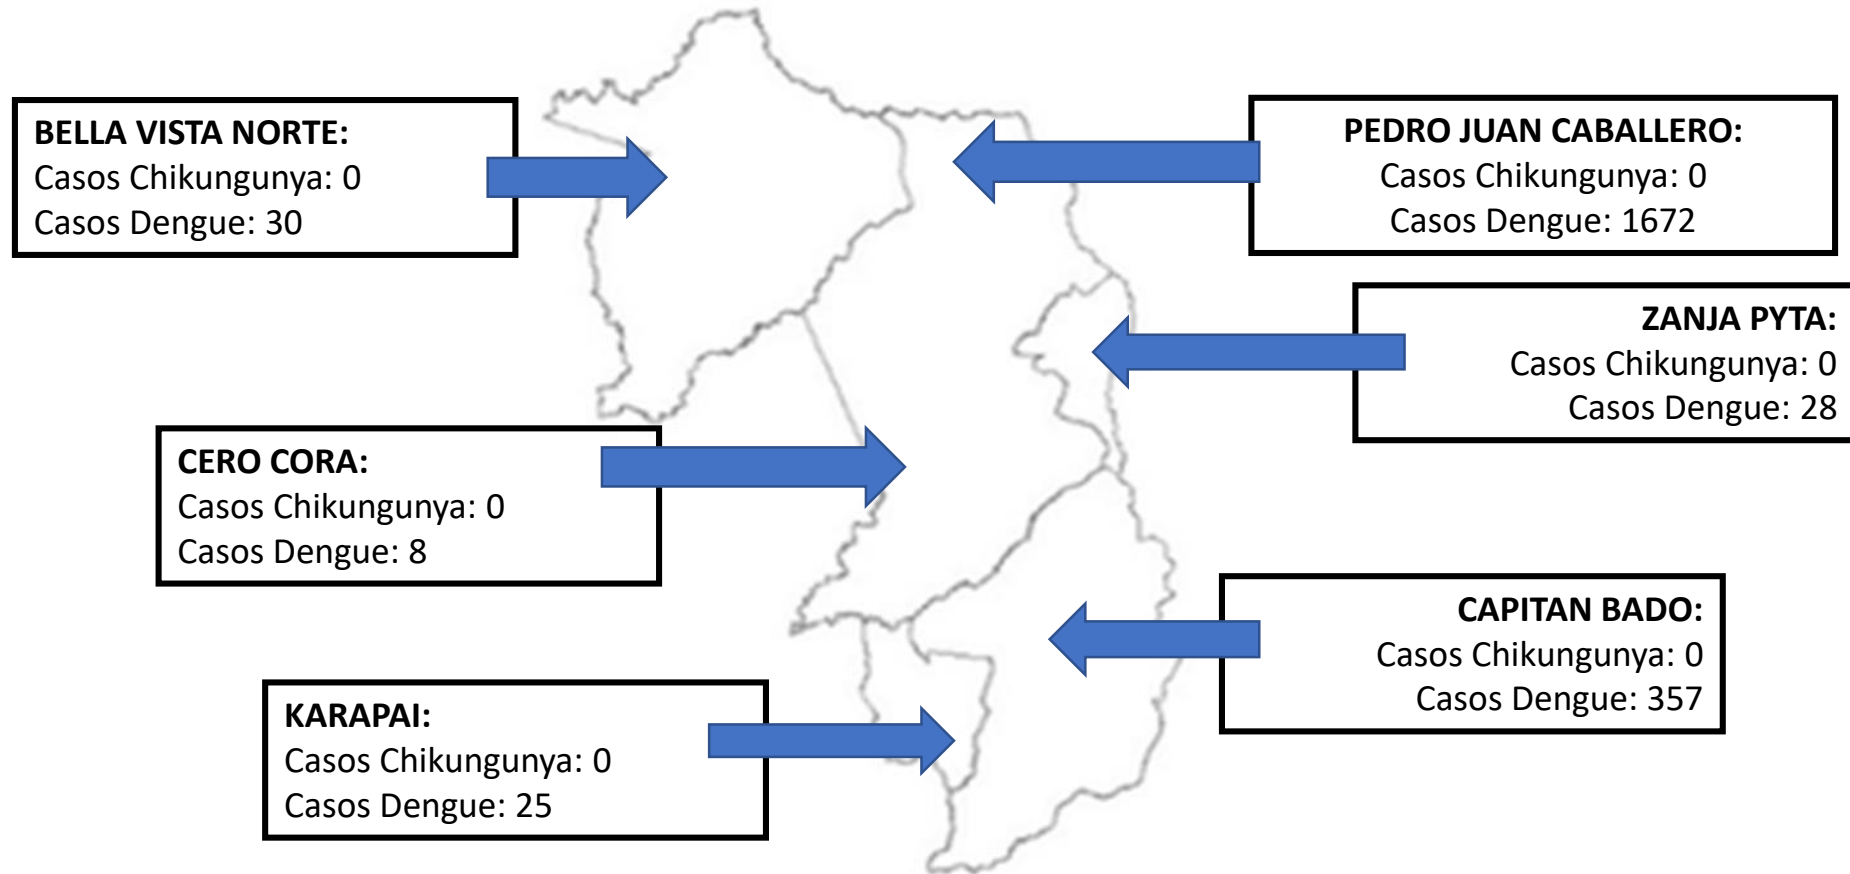 BELLA VISTA NORTE:
Casos Chikungunya: 0
Casos Dengue: 30
PEDRO JUAN CABALLERO:
Casos Chikungunya: 0
Casos Dengue: 1672
ZANJA PYTA:
Casos Chikungunya: 0
Casos Dengue: 28
CERO CORA:
Casos Chikungunya: 0
Casos Dengue: 8
CAPITAN BADO:
Casos Chikungunya: 0
Casos Dengue: 357
KARAPAI:
Casos Chikungunya: 0
Casos Dengue: 25